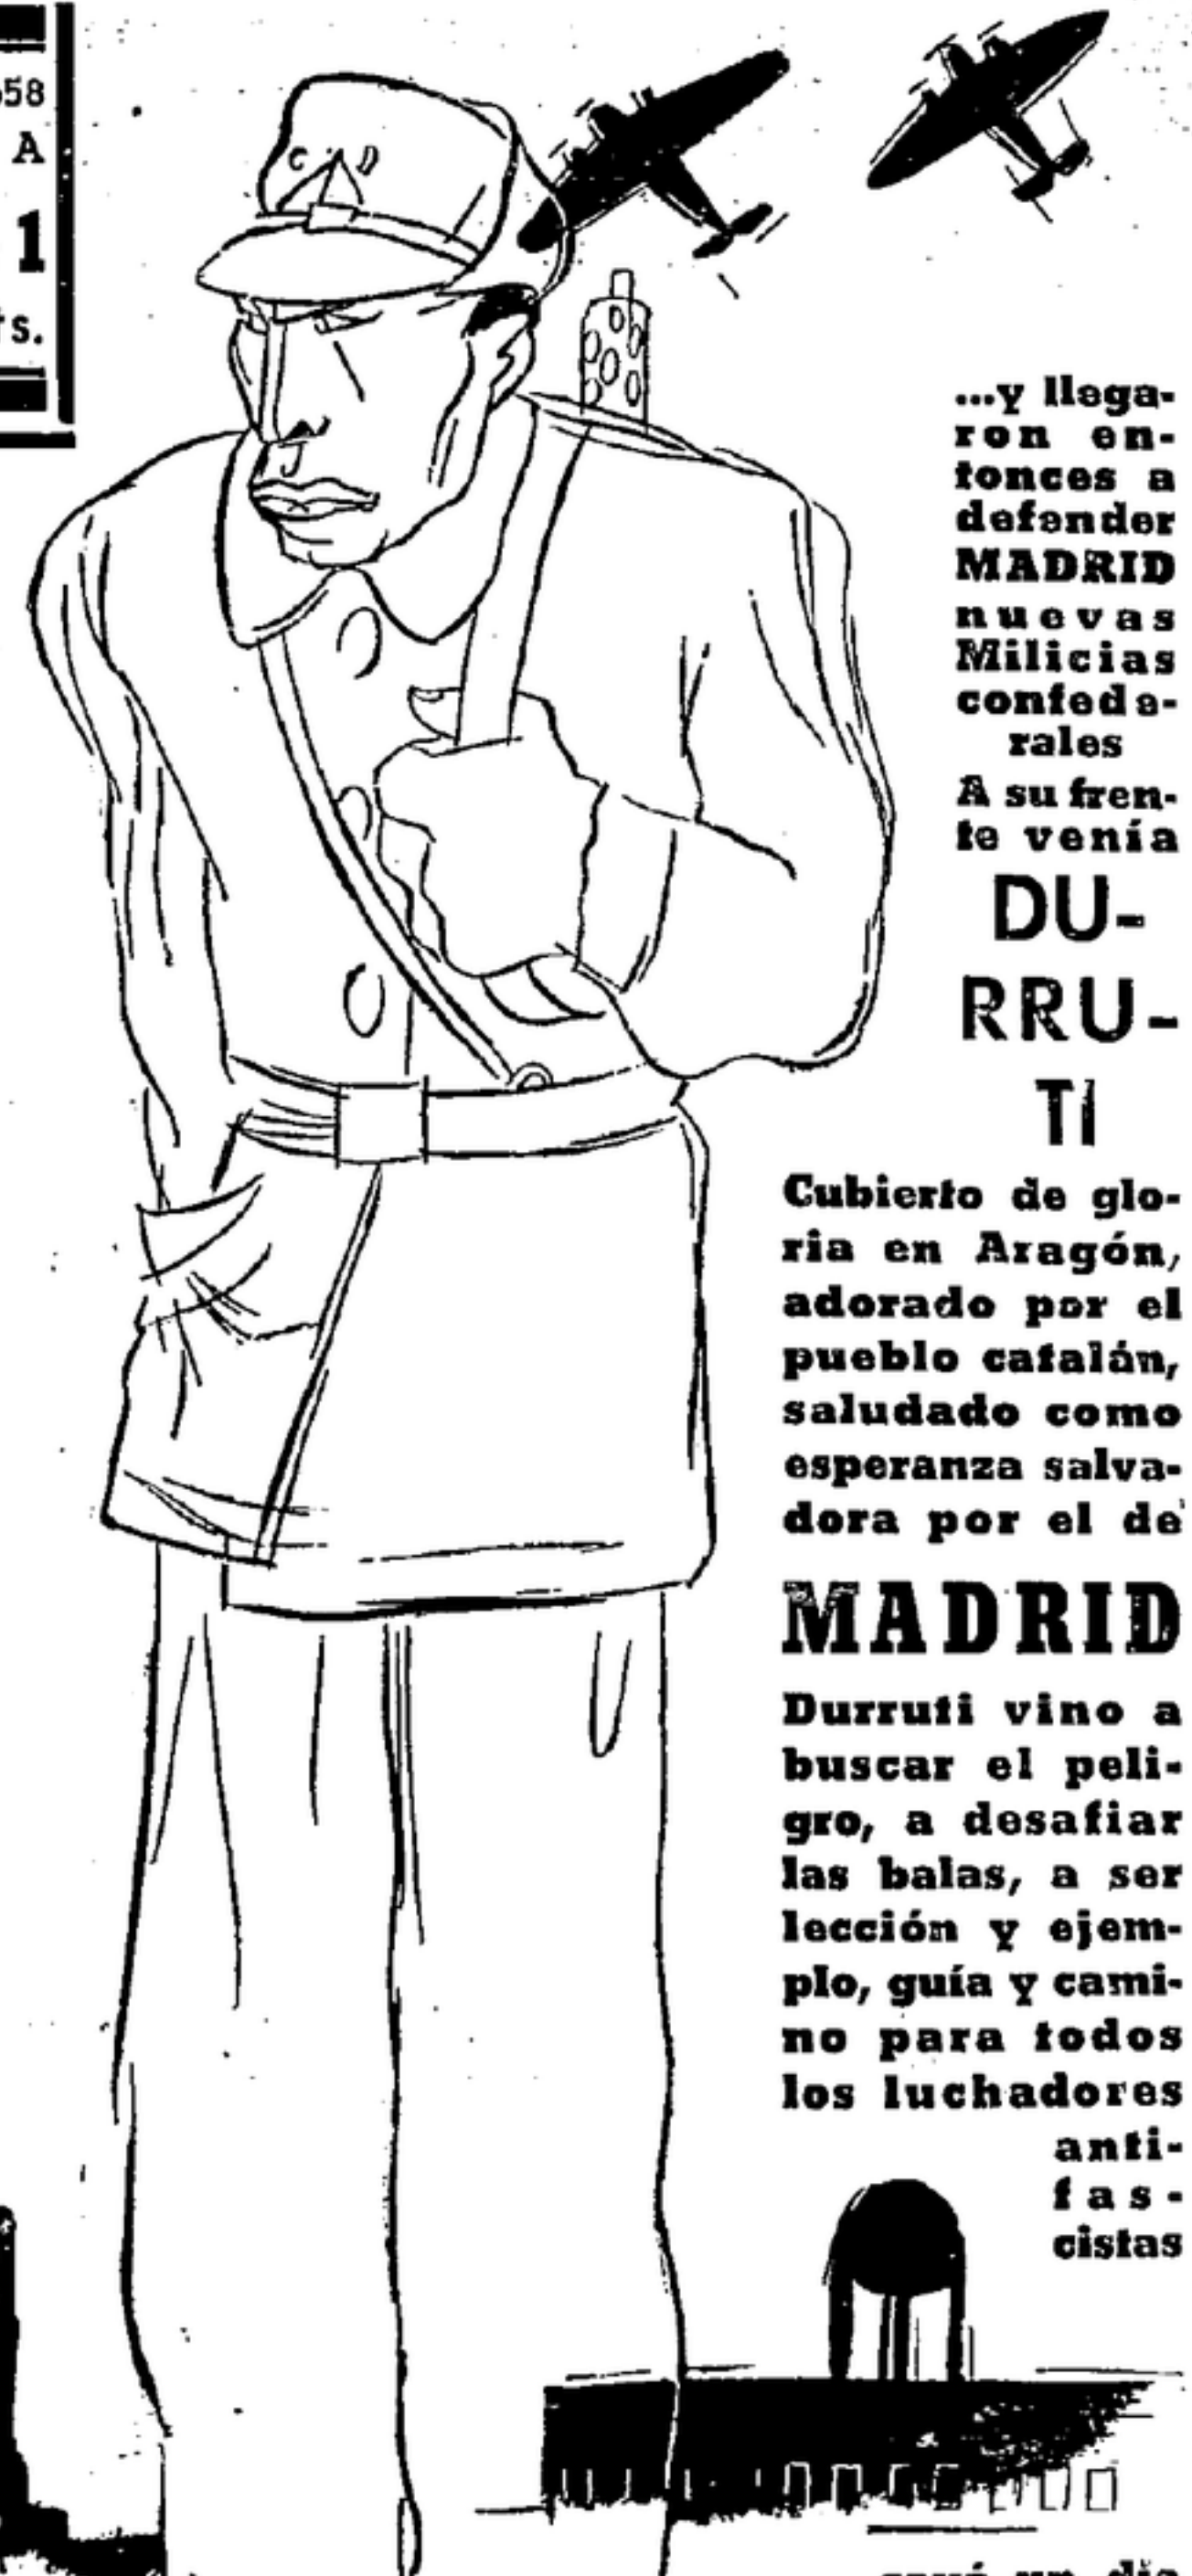 58
A
1
C D
...y llega-
ron en-
tonces a
defender
MADRID
nuevas
Milicias
confede-
rales
A su fren-
te venía
DU-
RRU-
TI
Cubierto de glo-
ria en Aragón,
adorado por el
pueblo catalán,
saludado como
esperanza salva-
dora por el de
MADRID
Durruti vino a
buscar el peli-
gro, a desafiar
las balas, a ser
lección y ejem-
plo, guía y cami-
no para todos
los luchadores
anti-
fas-
cistas